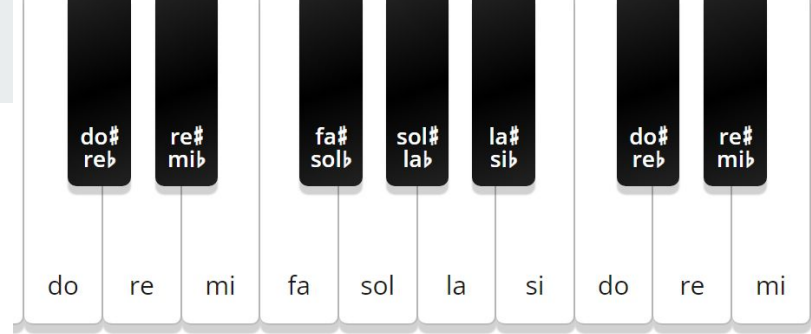 do♯ re♯ fa♯ sol♯ la♯ do♯ re♯
re♭ mi♭ sol♭ la♭ si♭ re♭ mi♭
do re mi fa sol la si do re mi